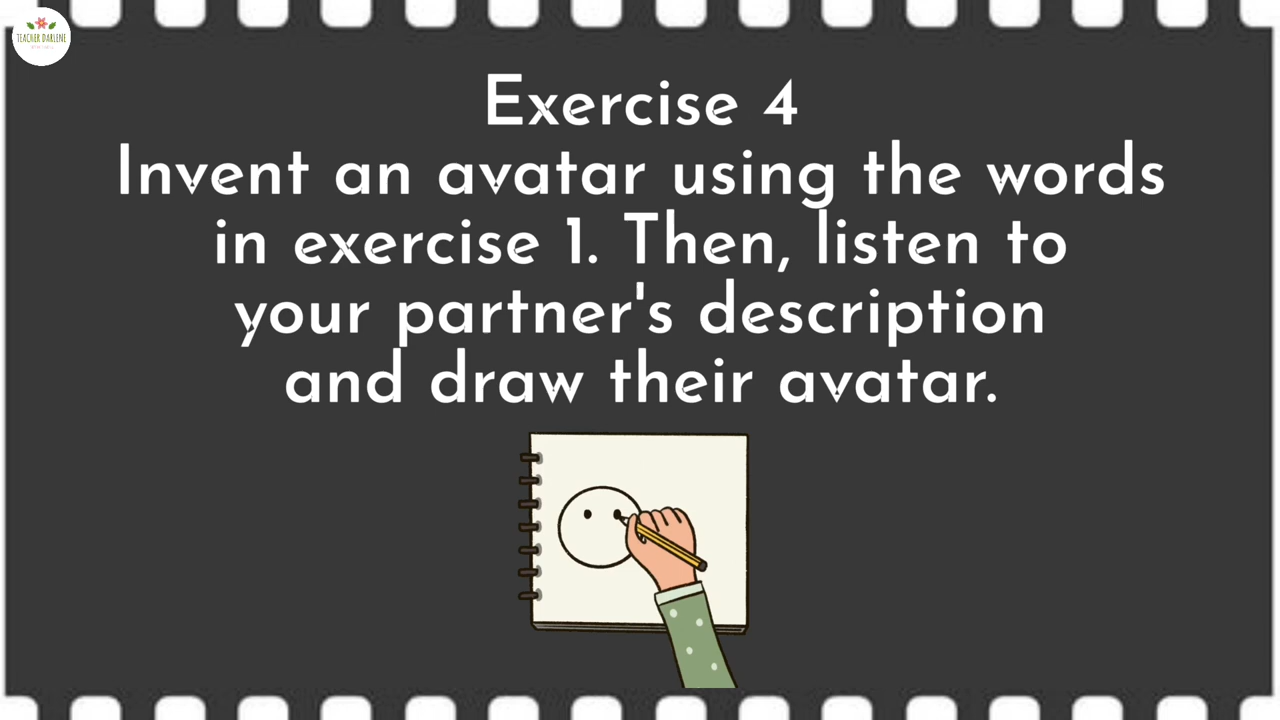 TEACHER DARLENE
Exercise 4
Invent an avatar using the words
in exercise 1. Then, listen to
your partner's description
and draw their avatar.